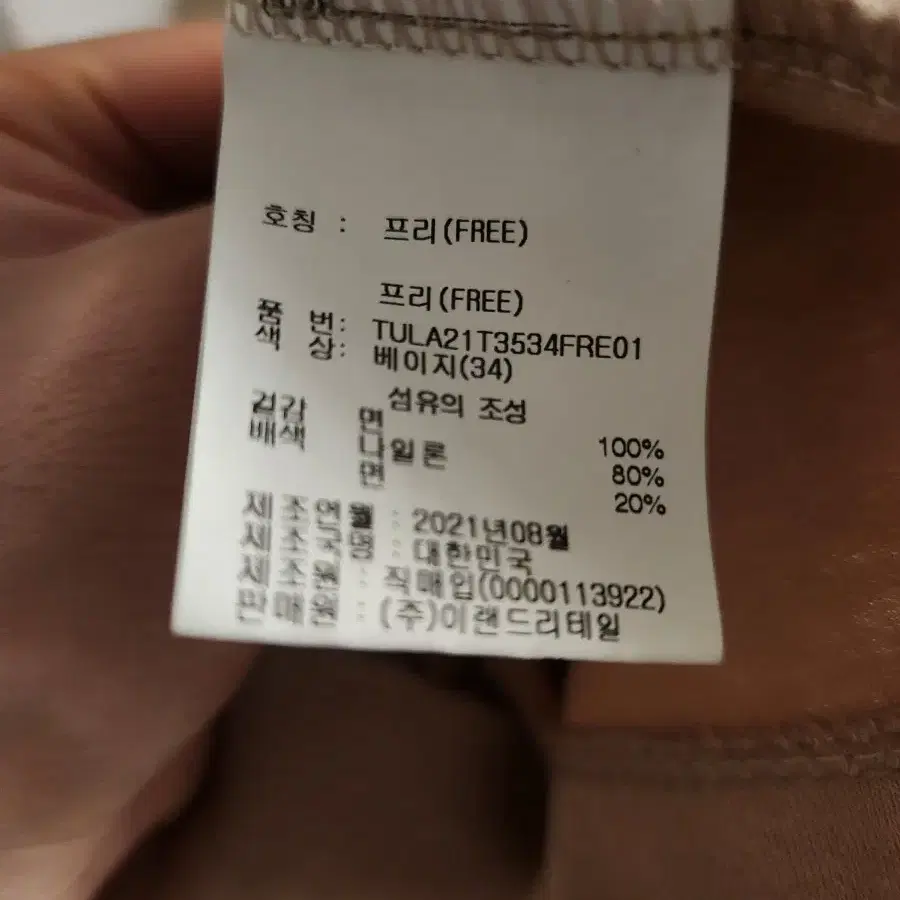 호칭 : 프리(FREE)
프리(FREE)
품 번: TULA21T3534FRE01
색 상: 베이지(34)
섬유의 조성
겉감 면 100%
배색 나일론 80%
면 20%
제조연월 : 2021년08월
제조국명 : 대한민국
제조원 : 직매입(0000113922)
판매원 : (주)이랜드리테일